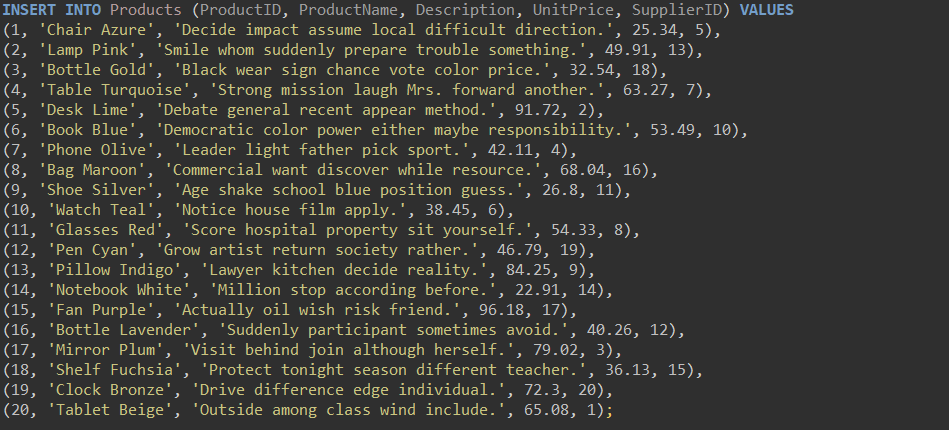 INSERT INTO Products (ProductID, ProductName, Description, UnitPrice, SupplierID) VALUES
(1, 'Chair Azure', 'Decide impact assume local difficult direction.', 25.34, 5),
(2, 'Lamp Pink', 'Smile whom suddenly prepare trouble something.', 49.91, 13),
(3, 'Bottle Gold', 'Black wear sign chance vote color price.', 32.54, 18),
(4, 'Table Turquoise', 'Strong mission laugh Mrs. forward another.', 63.27, 7),
(5, 'Desk Lime', 'Debate general recent appear method.', 91.72, 2),
(6, 'Book Blue', 'Democratic color power either maybe responsibility.', 53.49, 10),
(7, 'Phone Olive', 'Leader light father pick sport.', 42.11, 4),
(8, 'Bag Maroon', 'Commercial want discover while resource.', 68.04, 16),
(9, 'Shoe Silver', 'Age shake school blue position guess.', 26.8, 11),
(10, 'Watch Teal', 'Notice house film apply.', 38.45, 6),
(11, 'Glasses Red', 'Score hospital property sit yourself.', 54.33, 8),
(12, 'Pen Cyan', 'Grow artist return society rather.', 46.79, 19),
(13, 'Pillow Indigo', 'Lawyer kitchen decide reality.', 84.25, 9),
(14, 'Notebook White', 'Million stop according before.', 22.91, 14),
(15, 'Fan Purple', 'Actually oil wish risk friend.', 96.18, 17),
(16, 'Bottle Lavender', 'Suddenly participant sometimes avoid.', 40.26, 12),
(17, 'Mirror Plum', 'Visit behind join although herself.', 79.02, 3),
(18, 'Shelf Fuchsia', 'Protect tonight season different teacher.', 36.13, 15),
(19, 'Clock Bronze', 'Drive difference edge individual.', 72.3, 20),
(20, 'Tablet Beige', 'Outside among class wind include.', 65.08, 1);